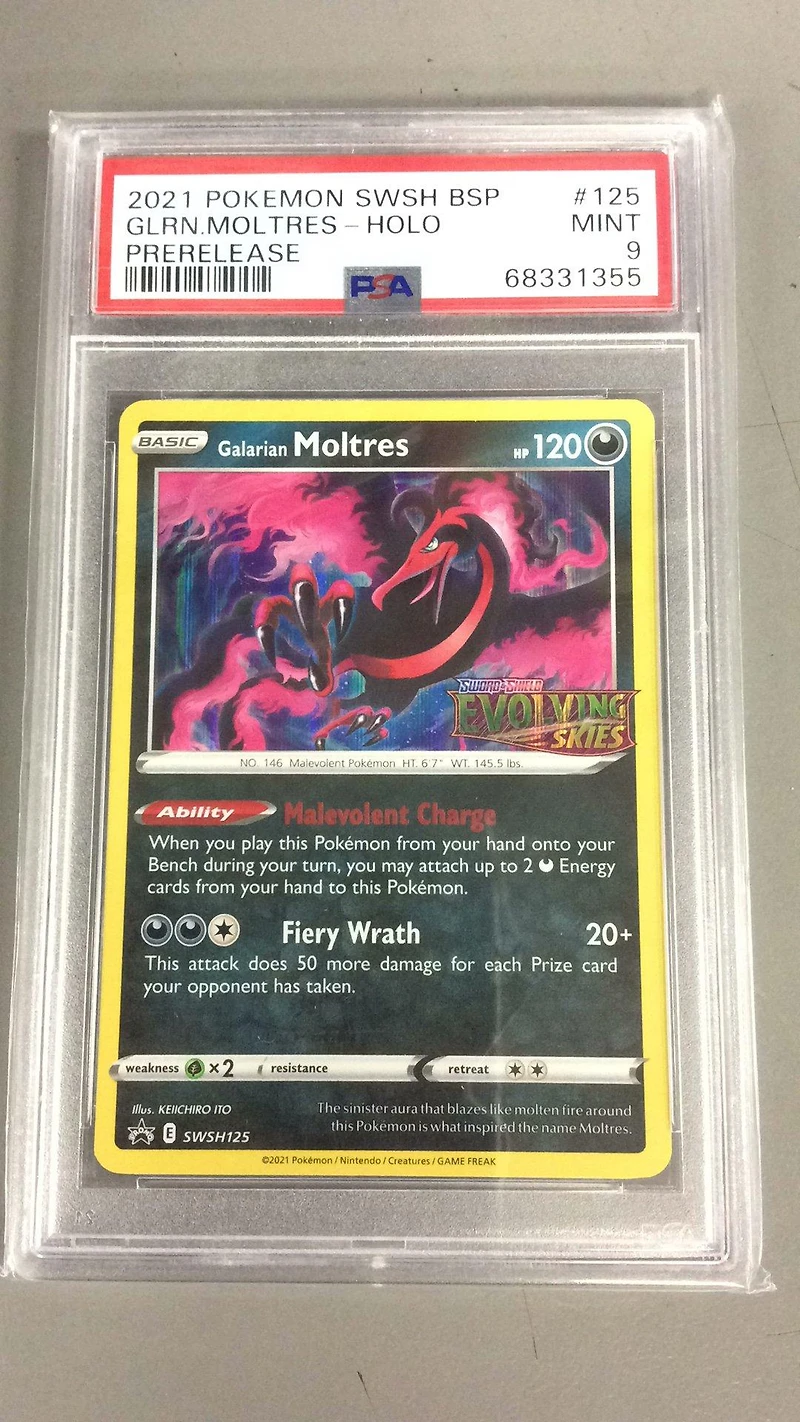 2021 POKEMON SWSH BSP #125
GLRN.MOLTRES – HOLO MINT
PRERELEASE 9
PSA 68331355
BASIC Galarian Moltres HP 120
SWORD & SHIELD
EVOLVING
SKIES
NO. 146 Malevolent Pokémon HT. 6'7" WT. 145.5 lbs.
Ability Malevolent Charge
When you play this Pokémon from your hand onto your
Bench during your turn, you may attach up to 2 Energy
cards from your hand to this Pokémon.
Fiery Wrath 20+
This attack does 50 more damage for each Prize card
your opponent has taken.
weakness ×2 resistance retreat
Illus. KEIICHIRO ITO
The sinister aura that blazes like molten fire around
this Pokémon is what inspired the name Moltres.
PROMO E SWSH125
©2021 Pokémon / Nintendo / Creatures / GAME FREAK